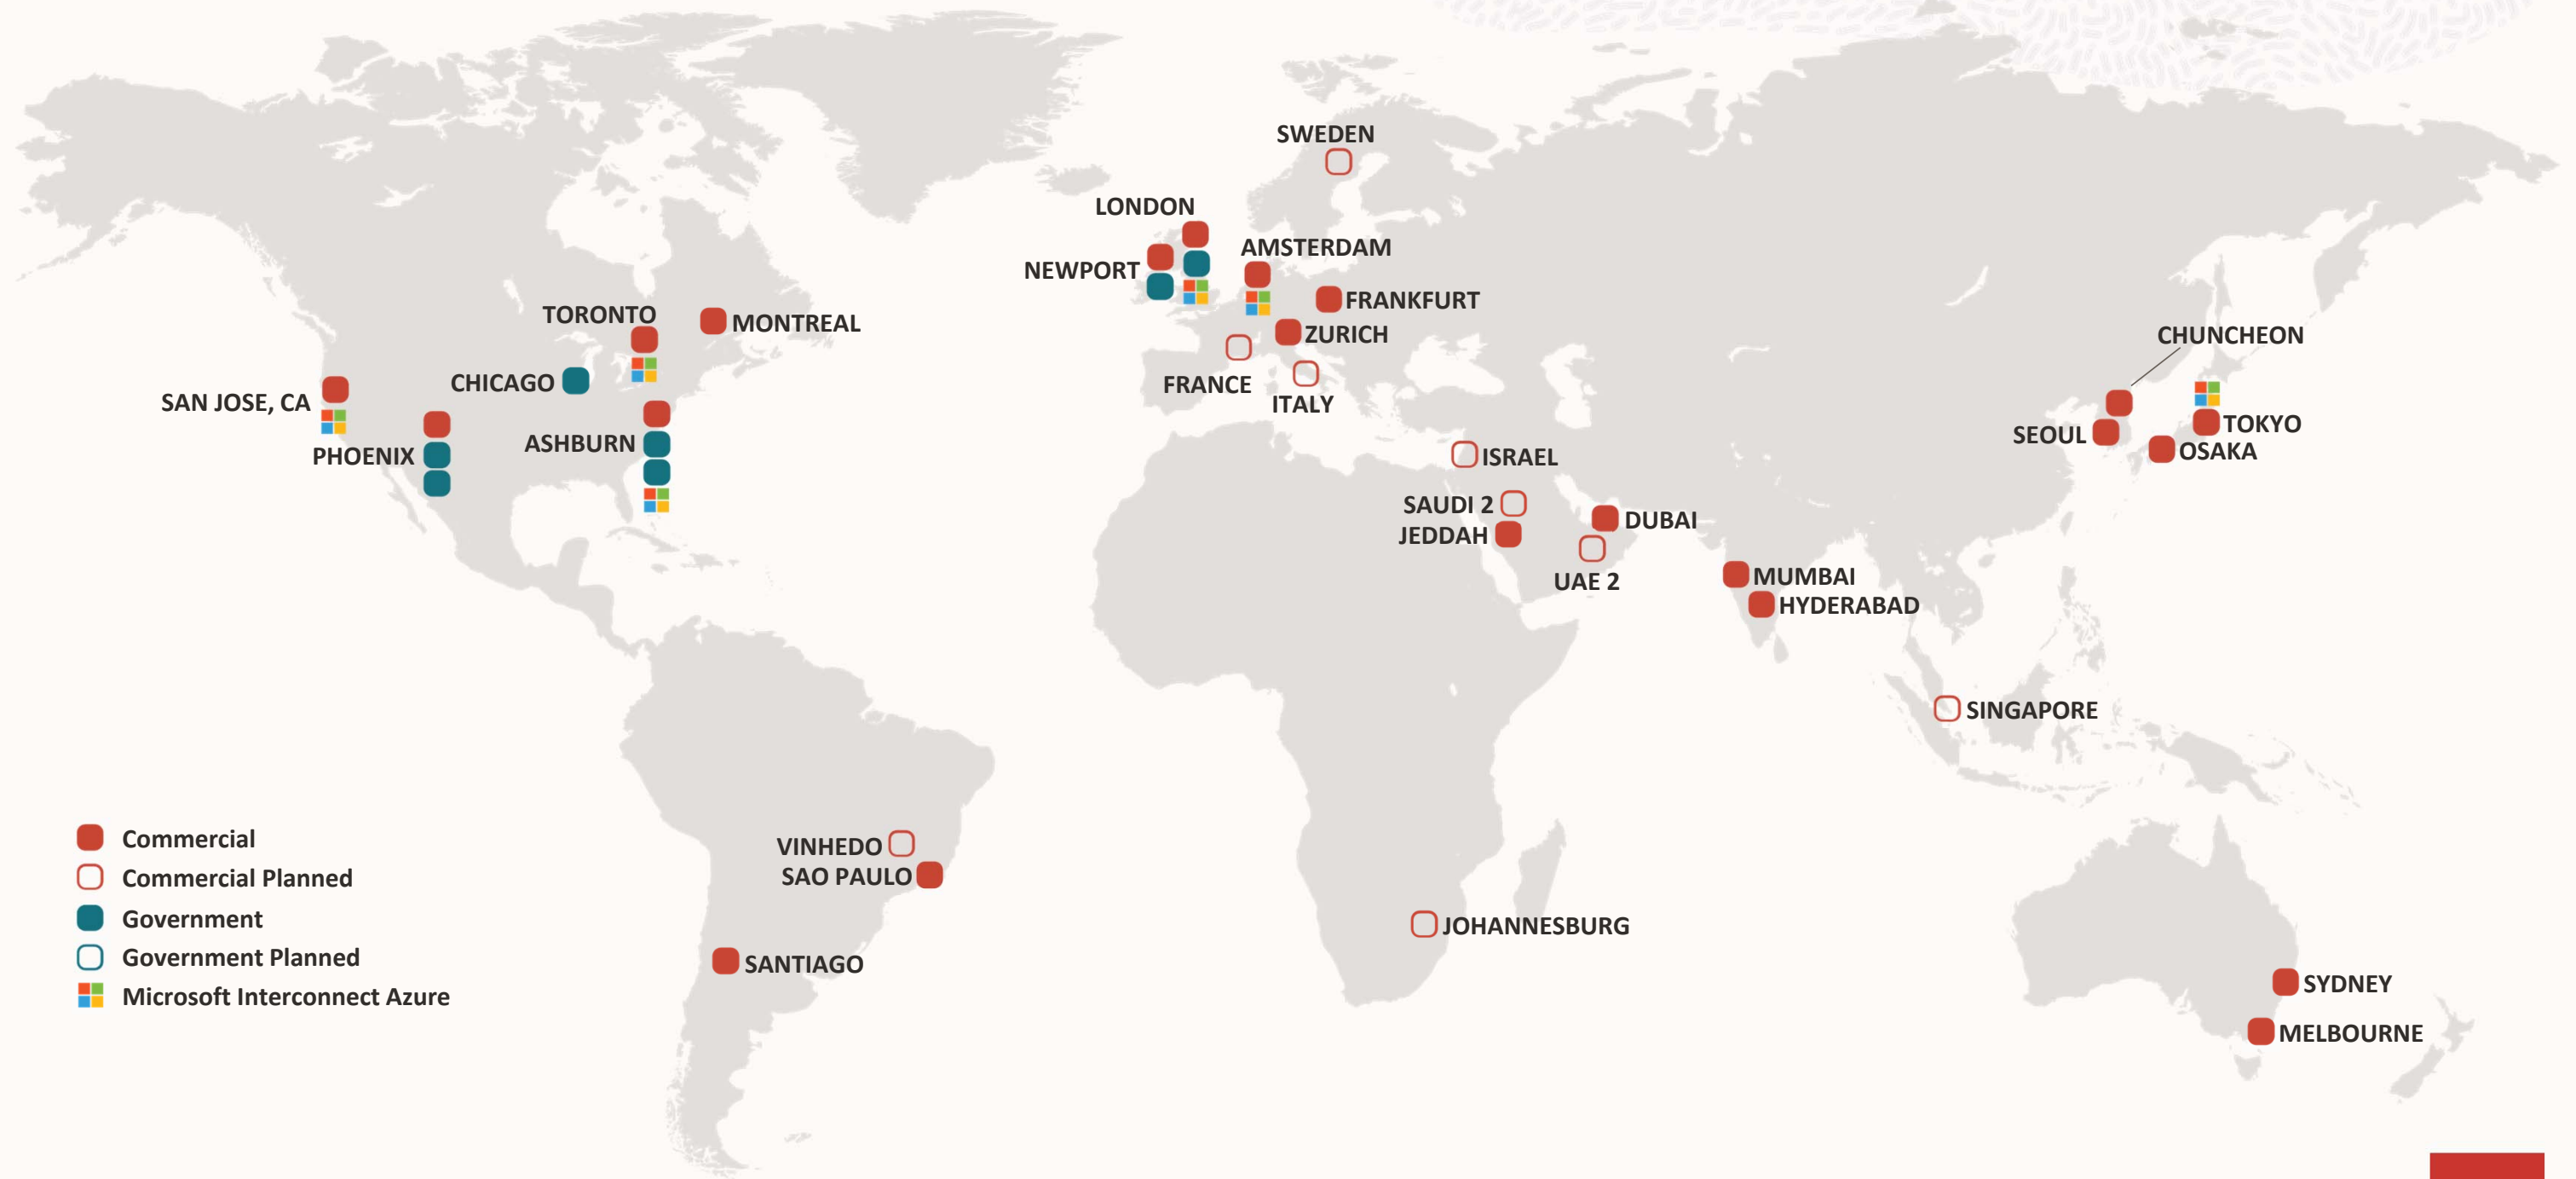 SWEDEN
LONDON
AMSTERDAM
NEWPORT
FRANKFURT
TORONTO
MONTREAL
ZURICH
CHUNCHEON
CHICAGO
FRANCE
SAN JOSE, CA
ITALY
TOKYO
ASHBURN
SEOUL
OSAKA
PHOENIX
ISRAEL
SAUDI 2
DUBAI
JEDDAH
UAE 2
MUMBAI
HYDERABAD
SINGAPORE
Commercial
VINHEDO
Commercial Planned
SAO PAULO
Government
JOHANNESBURG
Government Planned
SANTIAGO
SYDNEY
Microsoft Interconnect Azure
MELBOURNE